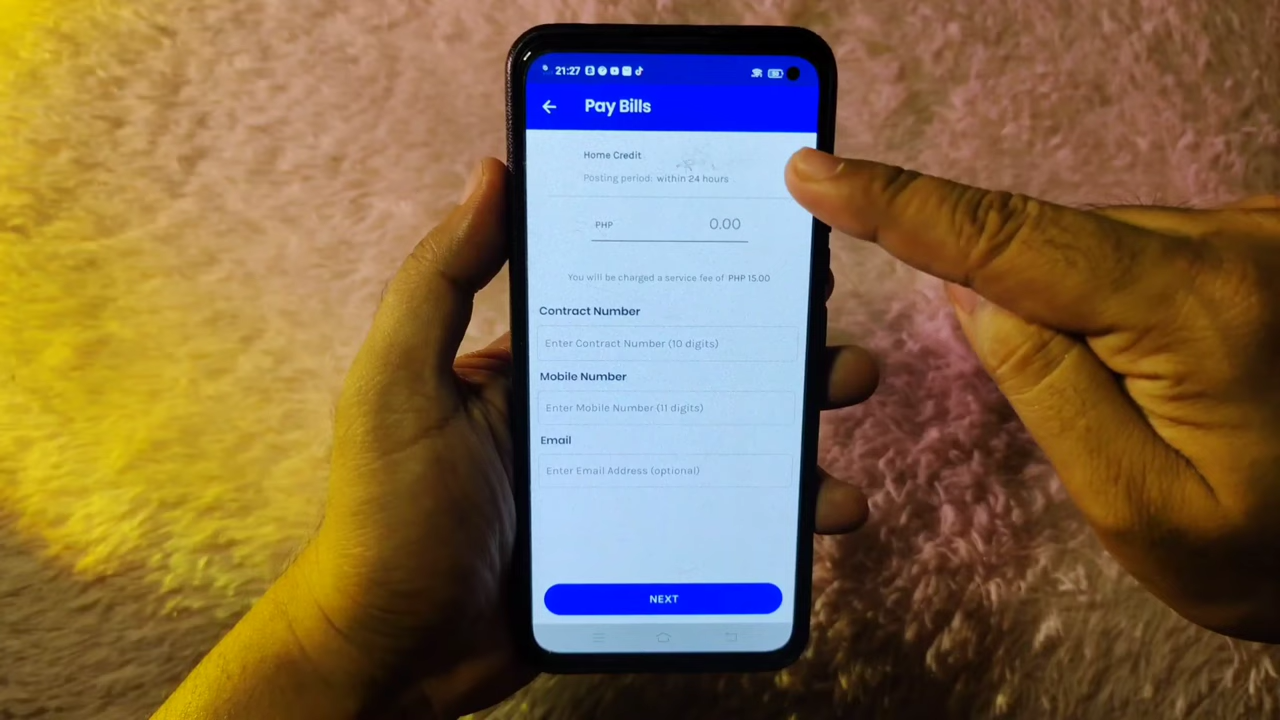 21:27
Pay Bills
Home Credit
Posting period: within 24 hours
PHP 0.00
You will be charged a service fee of PHP 15.00
Contract Number
Enter Contract Number (10 digits)
Mobile Number
Enter Mobile Number (11 digits)
Email
Enter Email Address (optional)
NEXT